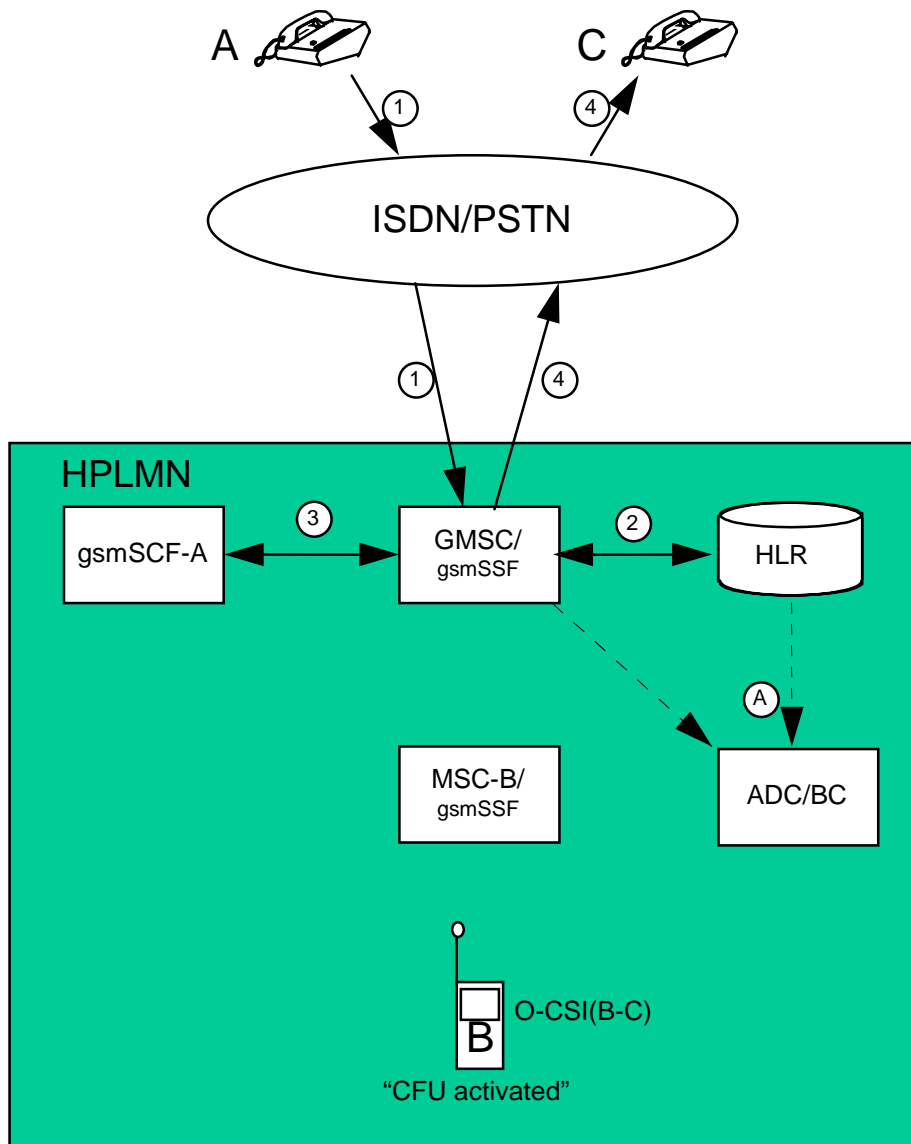 A
C
1
4
ISDN/PSTN
1
4
HPLMN
gsmSCF-A
3
GMSC/
gsmSSF
2
HLR
A
MSC-B/
gsmSSF
ADC/BC
O-CSI(B-C)
B
“CFU activated”